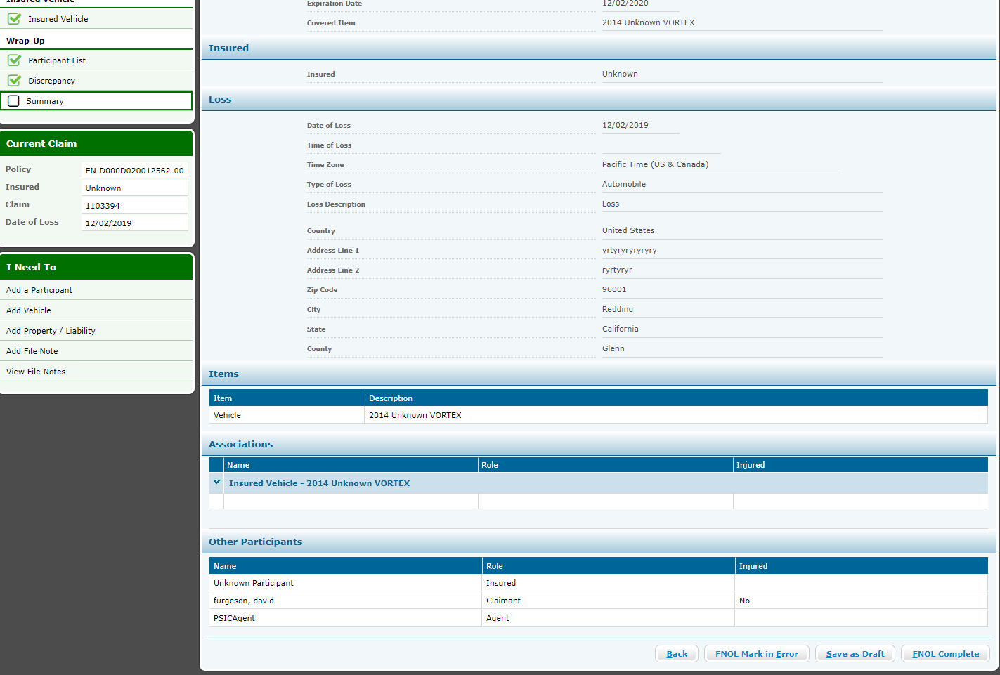 Insured Vehicle
Insured Vehicle
Wrap-Up
Participant List
Discrepancy
Summary
Current Claim
Policy EN-D000D020012562-00
Insured Unknown
Claim 1103394
Date of Loss 12/02/2019
I Need To
Add a Participant
Add Vehicle
Add Property / Liability
Add File Note
View File Notes
Expiration Date 12/02/2020
Covered Item 2014 Unknown VORTEX
Insured
Insured Unknown
Loss
Date of Loss 12/02/2019
Time of Loss
Time Zone Pacific Time (US & Canada)
Type of Loss Automobile
Loss Description Loss
Country United States
Address Line 1 yrtyryryryryry
Address Line 2 ryrtyryr
Zip Code 96001
City Redding
State California
County Glenn
Items
Item Description
Vehicle 2014 Unknown VORTEX
Associations
Name Role Injured
Insured Vehicle - 2014 Unknown VORTEX
Other Participants
Name Role Injured
Unknown Participant Insured
furgeson, david Claimant No
PSICAgent Agent
Back FNOL Mark in Error Save as Draft FNOL Complete